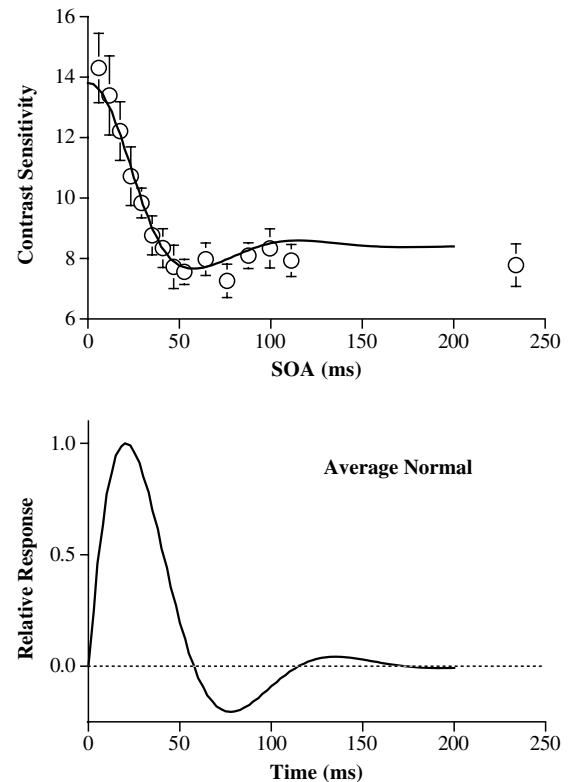 16
14
12
10
8
6
Contrast Sensitivity
0 50 100 150 200 250
SOA (ms)
1.0
0.5
0.0
Relative Response
Average Normal
0 50 100 150 200 250
Time (ms)